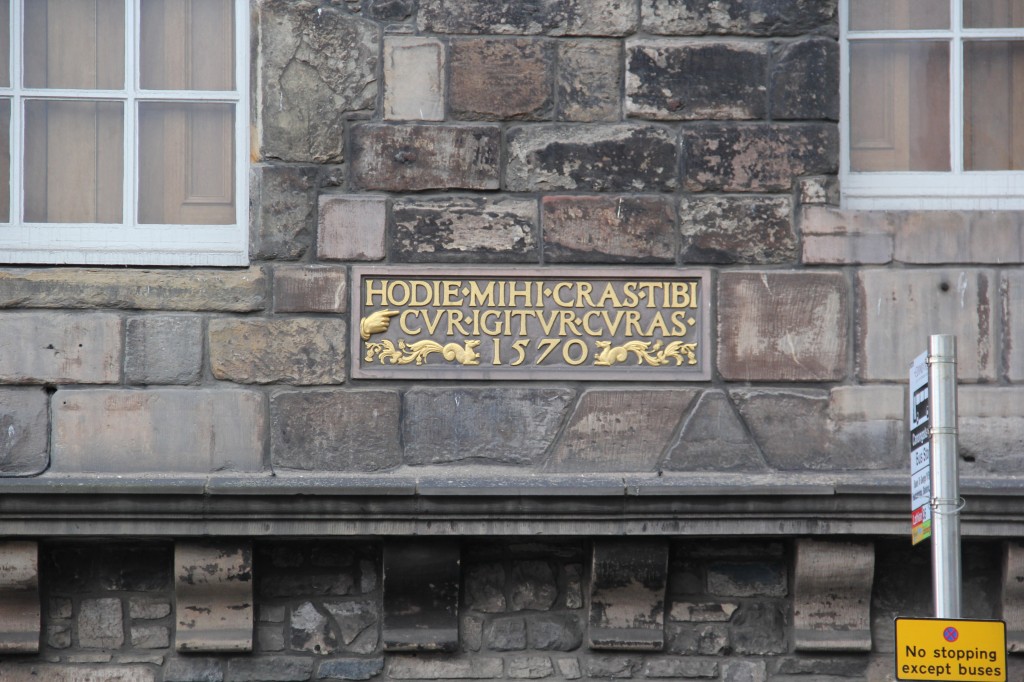 HODIE·MIHI·CRAS·TIBI
CVR·IGITVR·CVRAS·
1570
No stopping
except buses